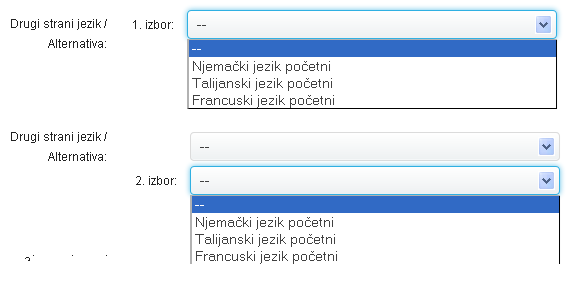 Drugi strani jezik /
Alternativa:
1. izbor:
--
--
Njemački jezik početni
Talijanski jezik početni
Francuski jezik početni
Drugi strani jezik /
Alternativa:
--
2. izbor:
--
--
Njemački jezik početni
Talijanski jezik početni
Francuski jezik početni